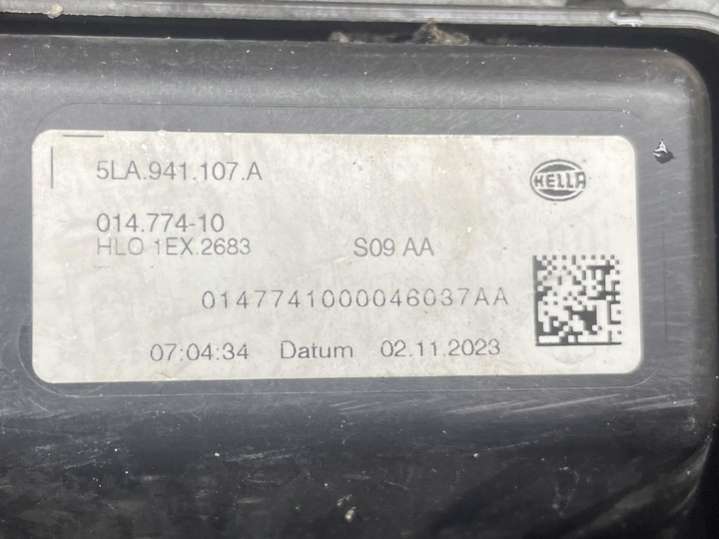 5LA.941.107.A
HELLA
014.774-10
HLO 1EX.2683 S09 AA
0147741000046037AA
07:04:34 Datum 02.11.2023